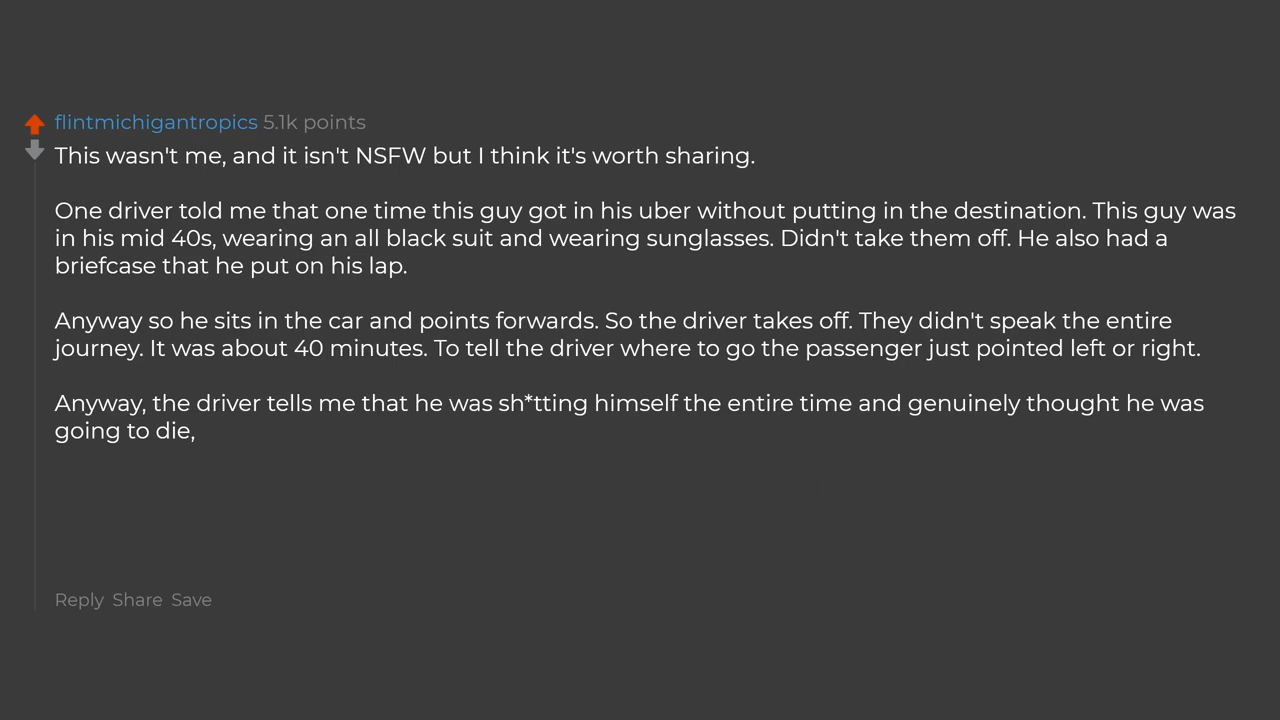 flintmichigantropics 5.1k points
This wasn't me, and it isn't NSFW but I think it's worth sharing.
One driver told me that one time this guy got in his uber without putting in the destination. This guy was
in his mid 40s, wearing an all black suit and wearing sunglasses. Didn't take them off. He also had a
briefcase that he put on his lap.
Anyway so he sits in the car and points forwards. So the driver takes off. They didn't speak the entire
journey. It was about 40 minutes. To tell the driver where to go the passenger just pointed left or right.
Anyway, the driver tells me that he was sh*tting himself the entire time and genuinely thought he was
going to die,
Reply Share Save